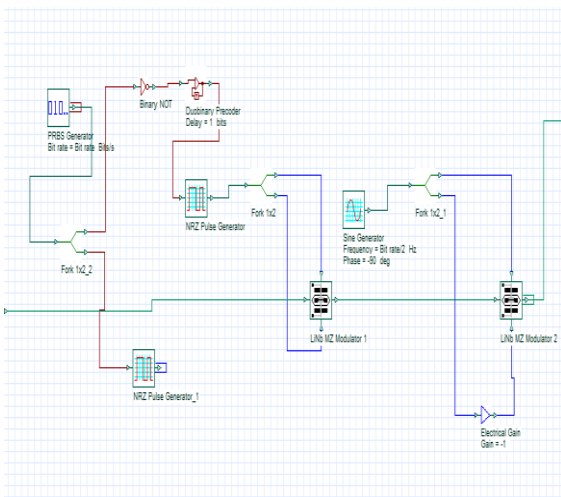 Binary NOT
Duobinary Precoder
Delay = 1 bits
010...
PRBS Generator
Bit rate = Bit rate Bits/s
NRZ Pulse Generator
Fork 1x2
Sine Generator
Frequency = Bit rate/2 Hz
Phase = -90 deg
Fork 1x2_1
Fork 1x2_2
LiNb MZ Modulator 1
LiNb MZ Modulator 2
NRZ Pulse Generator_1
Electrical Gain
Gain = -1